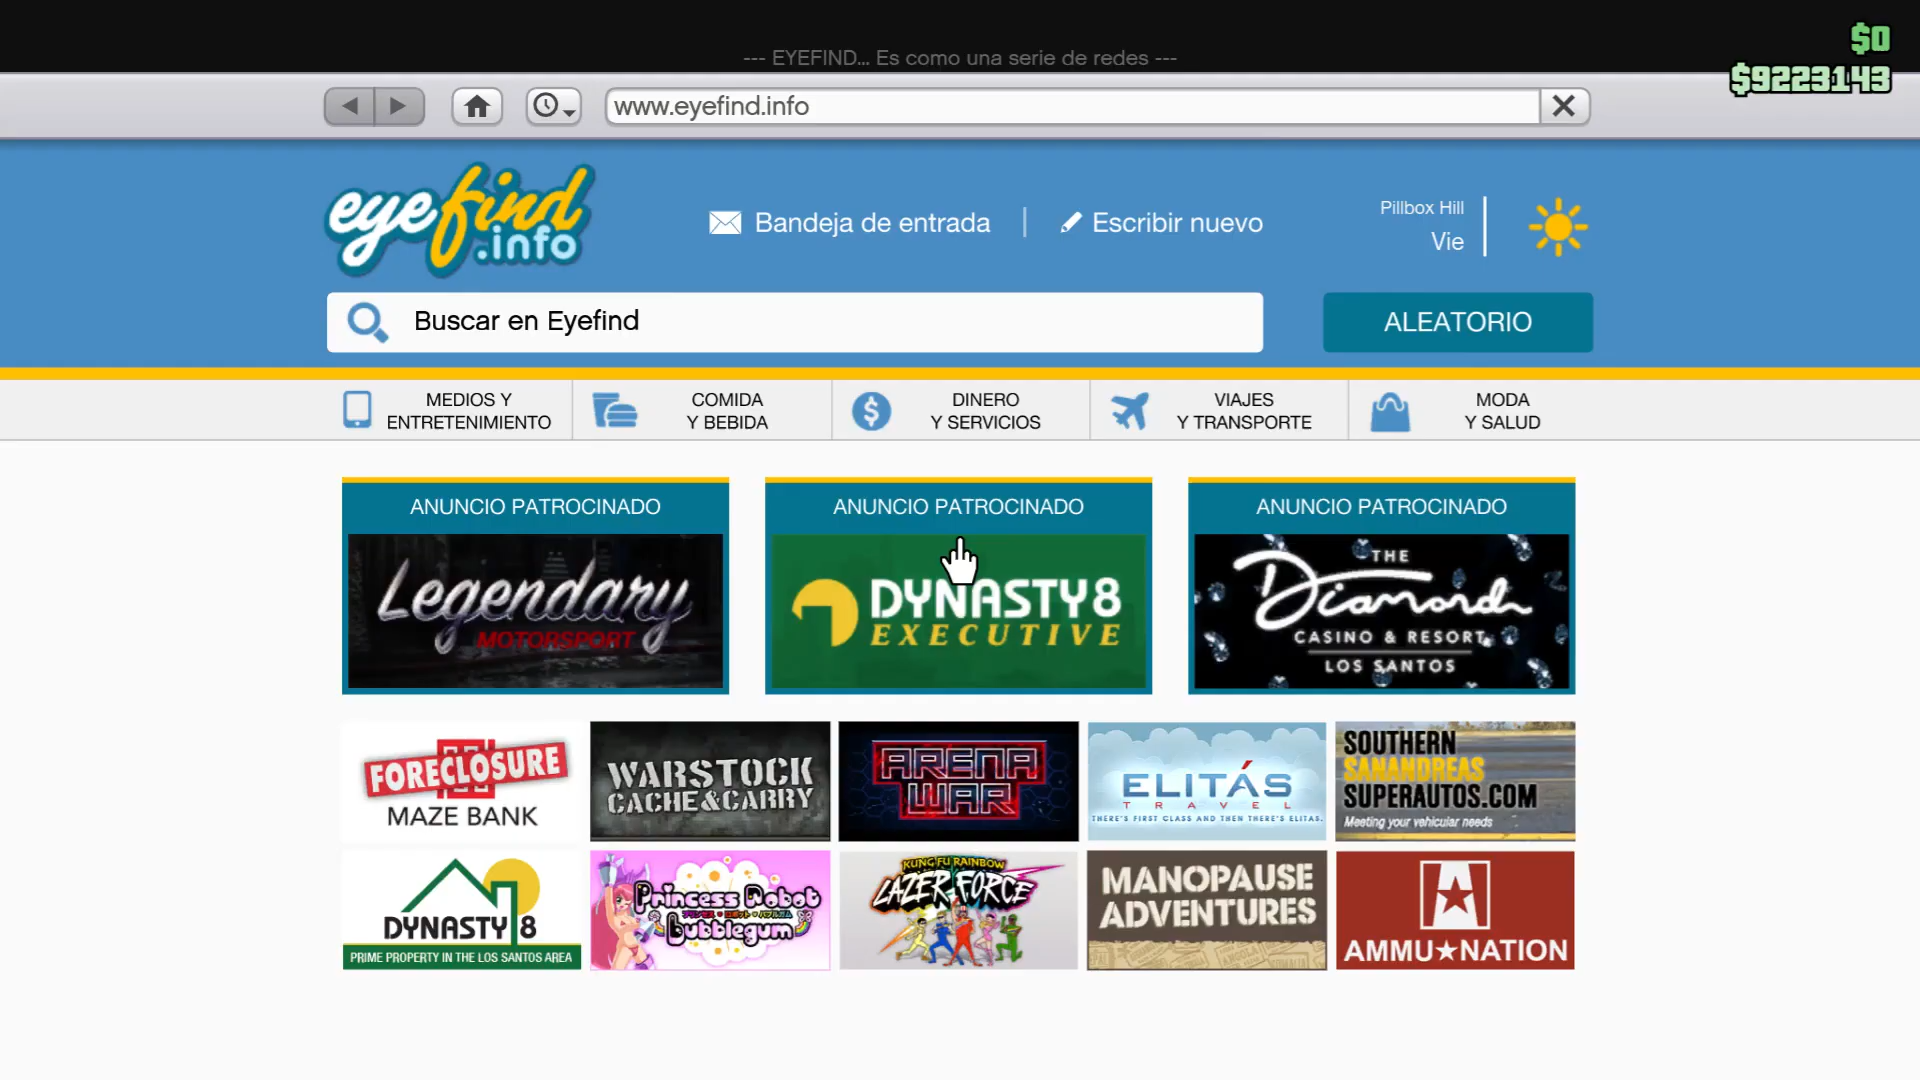 $0
--- EYEFIND... Es como una serie de redes ---
$9223143
www.eyefind.info
eyefind
.info
Bandeja de entrada
Escribir nuevo
Pillbox Hill
Vie
Buscar en Eyefind
ALEATORIO
MEDIOS Y
ENTRETENIMIENTO
COMIDA
Y BEBIDA
DINERO
Y SERVICIOS
VIAJES
Y TRANSPORTE
MODA
Y SALUD
ANUNCIO PATROCINADO
Legendary
MOTORSPORT
ANUNCIO PATROCINADO
DYNASTY8
EXECUTIVE
ANUNCIO PATROCINADO
THE
Diamond
CASINO & RESORT
LOS SANTOS
FORECLOSURE
MAZE BANK
WARSTOCK
CACHE&CARRY
ARENA
WAR
ELITÁS
TRAVEL
THERE'S FIRST CLASS AND THEN THERE'S ELITAS.
SOUTHERN
SANANDREAS
SUPERAUTOS.COM
Meeting your vehicular needs
DYNASTY 8
PRIME PROPERTY IN THE LOS SANTOS AREA
Princess Robot
Bubblegum
KUNG FU RAINBOW
LAZER FORCE
MANOPAUSE
ADVENTURES
AMMU★NATION